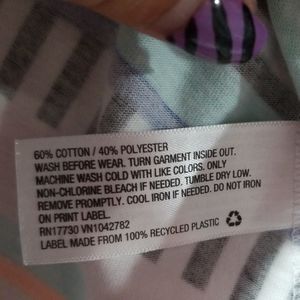 60% COTTON / 40% POLYESTER
WASH BEFORE WEAR. TURN GARMENT INSIDE OUT.
MACHINE WASH COLD WITH LIKE COLORS. ONLY
NON-CHLORINE BLEACH IF NEEDED. TUMBLE DRY LOW.
REMOVE PROMPTLY. COOL IRON IF NEEDED. DO NOT IRON
ON PRINT LABEL.
RN17730 VN1042782
LABEL MADE FROM 100% RECYCLED PLASTIC